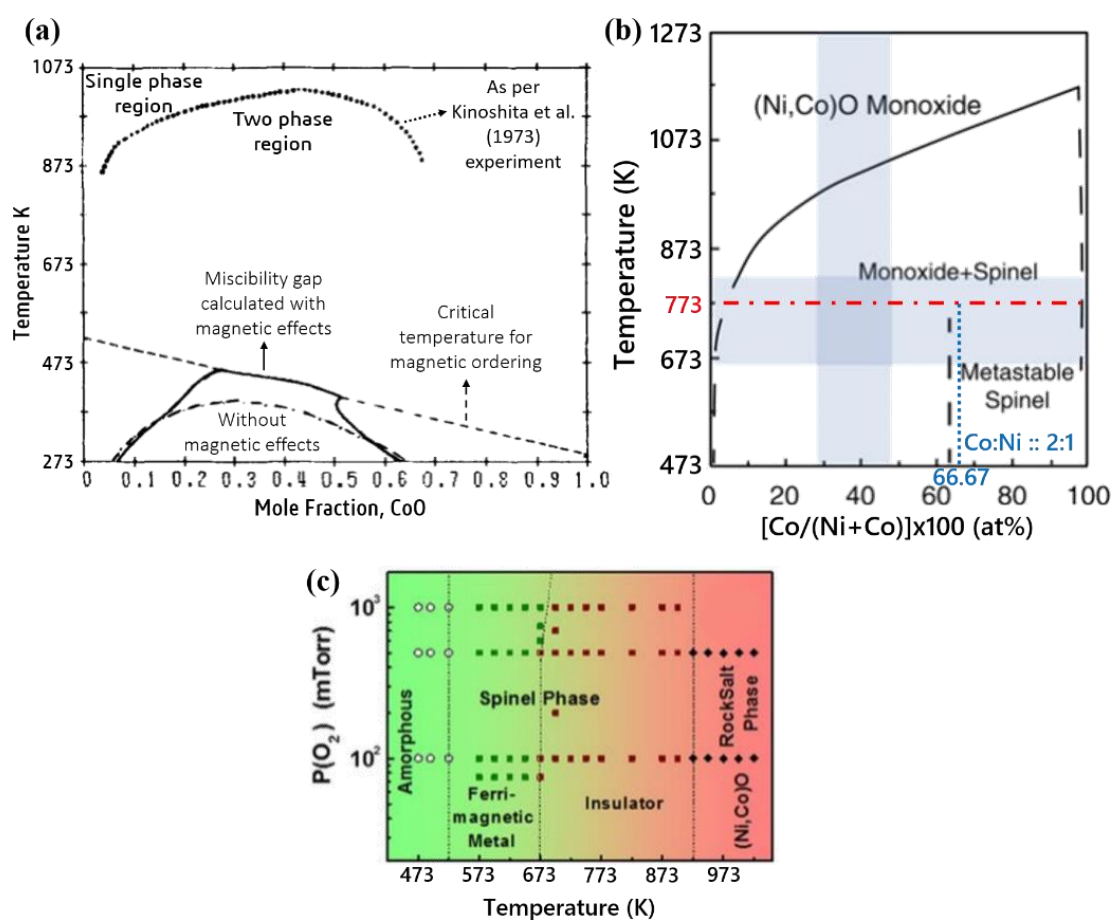 (a)
1073
873
673
473
273
Temperature K
Single phase
region
Two phase
region
As per
Kinoshita et al.
(1973)
experiment
Miscibility gap
calculated with
magnetic effects
Critical
temperature for
magnetic ordering
Without
magnetic effects
0 0.1 0.2 0.3 0.4 0.5 0.6 0.7 0.8 0.9 1.0
Mole Fraction, CoO
(b)
1273
1073
873
773
673
473
Temperature (K)
(Ni,Co)O Monoxide
Monoxide+Spinel
Metastable
Spinel
Co:Ni :: 2:1
66.67
0 20 40 60 80 100
[Co/(Ni+Co)]x100 (at%)
(c)
10³
10²
P(O₂) (mTorr)
Amorphous
Spinel Phase
Ferri-
magnetic
Metal
Insulator
RockSalt
Phase
(Ni,Co)O
473 573 673 773 873 973
Temperature (K)